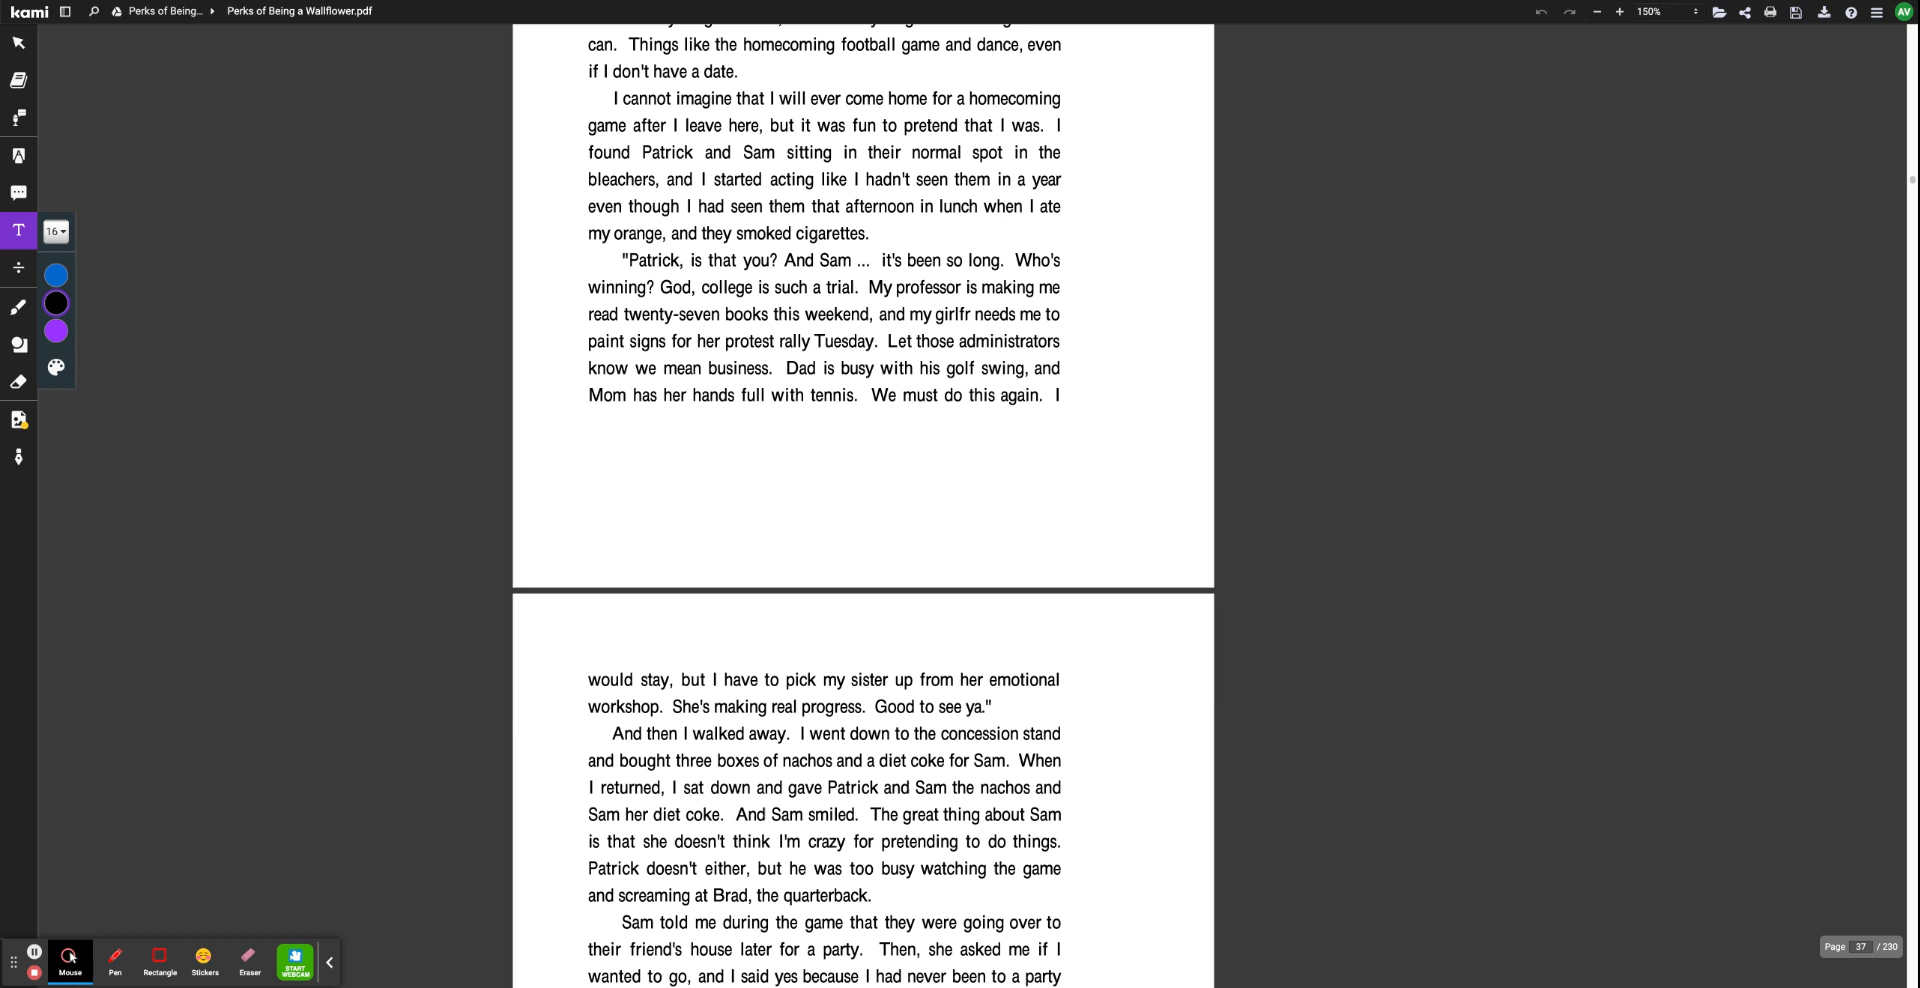 kami Perks of Being... Perks of Being a Wallflower.pdf 150% AV
can. Things like the homecoming football game and dance, even
if I don't have a date.
I cannot imagine that I will ever come home for a homecoming
game after I leave here, but it was fun to pretend that I was. I
found Patrick and Sam sitting in their normal spot in the
bleachers, and I started acting like I hadn't seen them in a year
even though I had seen them that afternoon in lunch when I ate
my orange, and they smoked cigarettes.
"Patrick, is that you? And Sam ... it's been so long. Who's
winning? God, college is such a trial. My professor is making me
read twenty-seven books this weekend, and my girlfr needs me to
paint signs for her protest rally Tuesday. Let those administrators
know we mean business. Dad is busy with his golf swing, and
Mom has her hands full with tennis. We must do this again. I
T
16
would stay, but I have to pick my sister up from her emotional
workshop. She's making real progress. Good to see ya."
And then I walked away. I went down to the concession stand
and bought three boxes of nachos and a diet coke for Sam. When
I returned, I sat down and gave Patrick and Sam the nachos and
Sam her diet coke. And Sam smiled. The great thing about Sam
is that she doesn't think I'm crazy for pretending to do things.
Patrick doesn't either, but he was too busy watching the game
and screaming at Brad, the quarterback.
Sam told me during the game that they were going over to
their friend's house later for a party. Then, she asked me if I
wanted to go, and I said yes because I had never been to a party
Page 37 / 230
Mouse Pen Rectangle Stickers Eraser START
WEBCAM